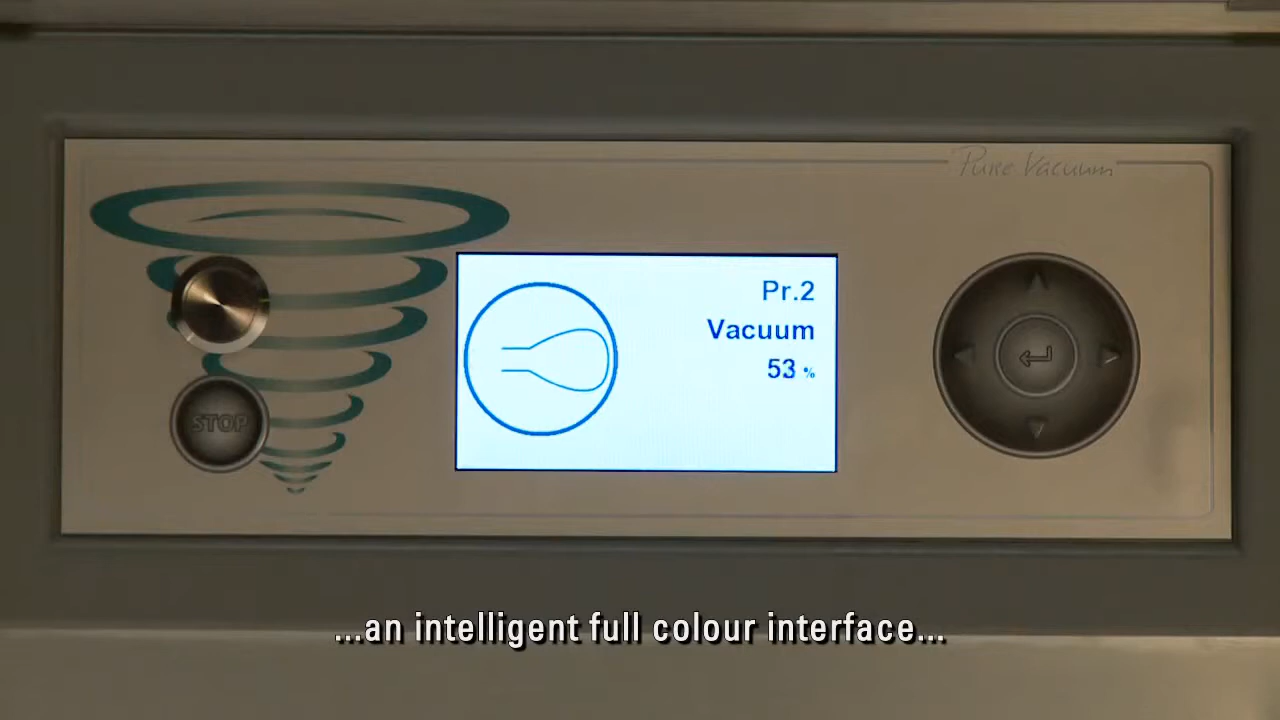 Pure Vacuum
Pr.2
Vacuum
53 %
STOP
...an intelligent full colour interface...